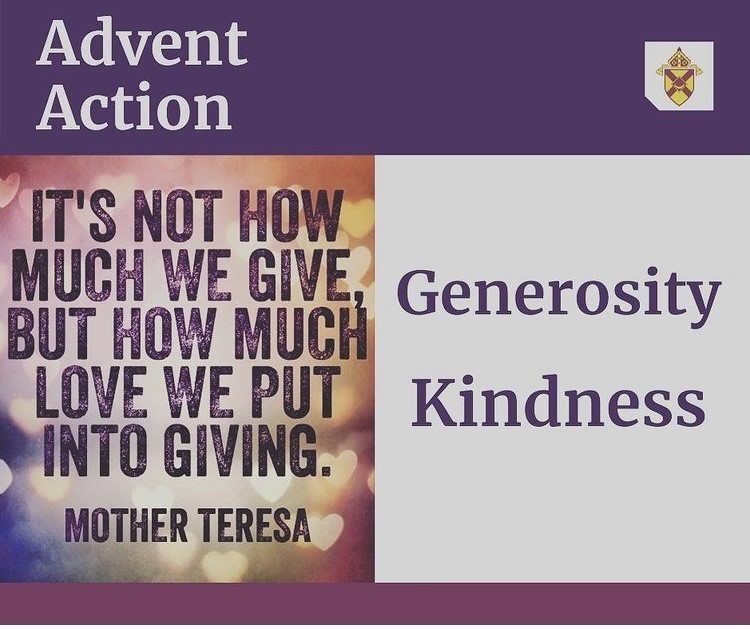 Advent
Action
IT'S NOT HOW
MUCH WE GIVE,
BUT HOW MUCH
LOVE WE PUT
INTO GIVING.
MOTHER TERESA
Generosity
Kindness